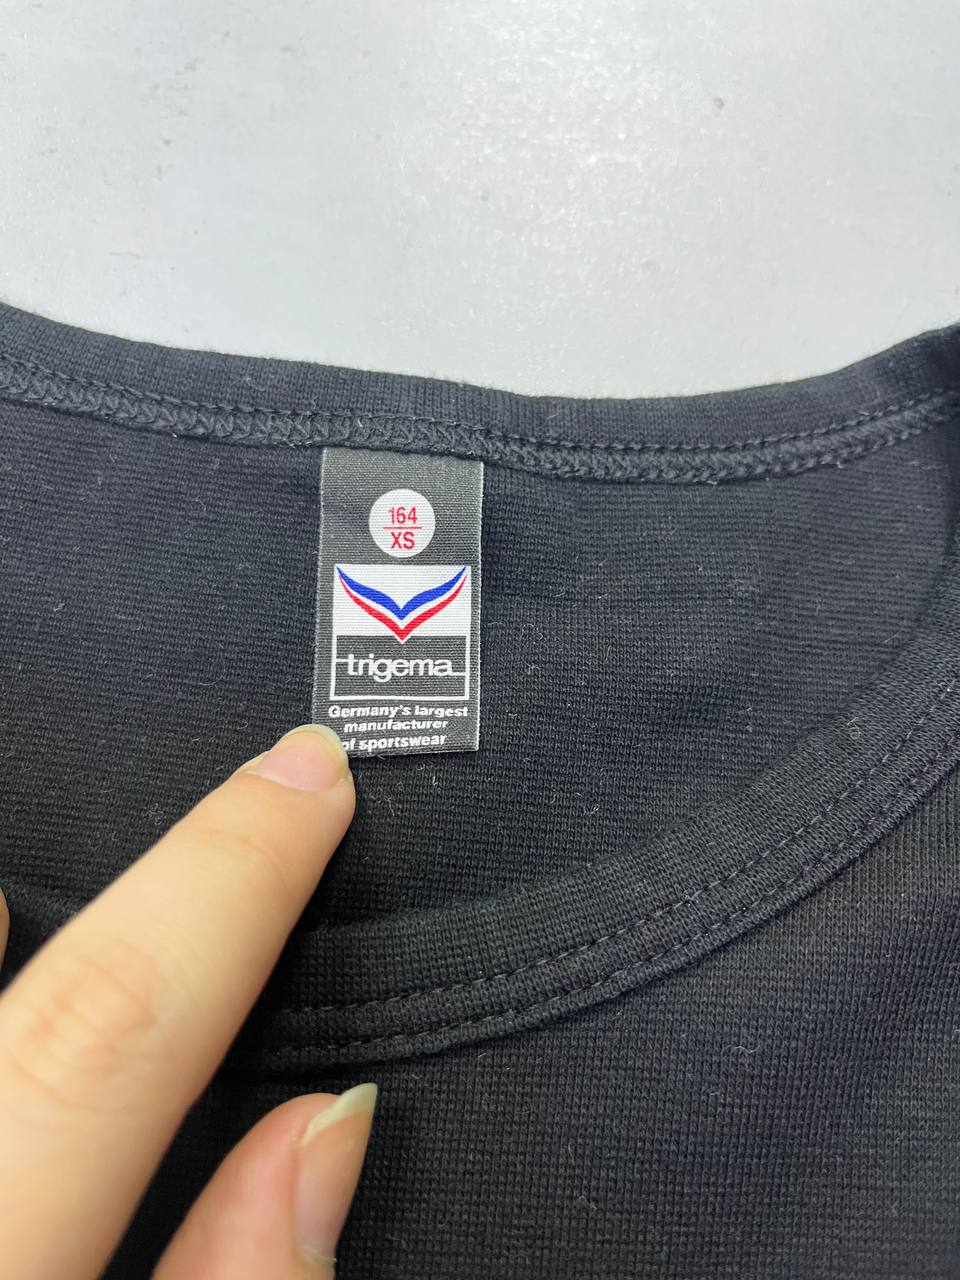 164
XS
trigema
Germany's largest
manufacturer
of sportswear